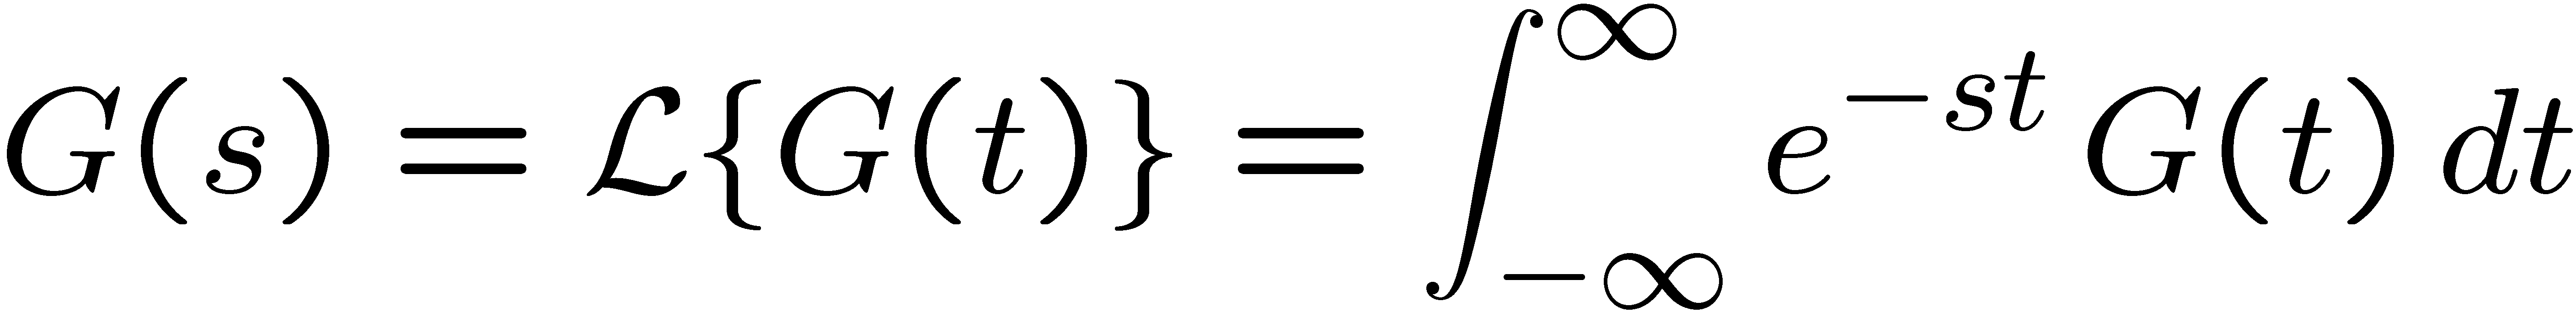 G(s) = ℒ{G(t)} = ∫_{-∞}^{∞} e^{-st} G(t) dt